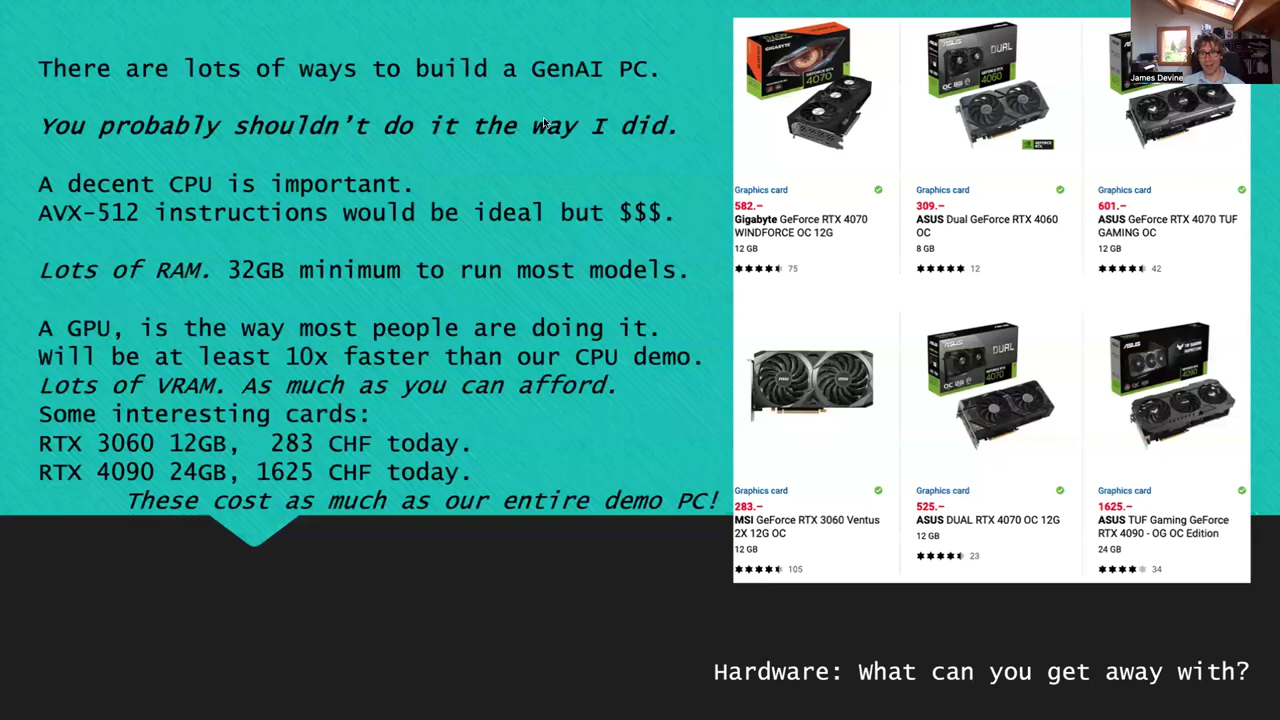 There are lots of ways to build a GenAI PC.
You probably shouldn't do it the way I did.
A decent CPU is important.
AVX-512 instructions would be ideal but $$$.
Lots of RAM. 32GB minimum to run most models.
A GPU, is the way most people are doing it.
Will be at least 10x faster than our CPU demo.
Lots of VRAM. As much as you can afford.
Some interesting cards:
RTX 3060 12GB, 283 CHF today.
RTX 4090 24GB, 1625 CHF today.
These cost as much as our entire demo PC!
GIGABYTE
4070
Graphics card
582.–
Gigabyte GeForce RTX 4070
WINDFORCE OC 12G
12 GB
75
ASUS
DUAL
4060
Graphics card
309.–
ASUS Dual GeForce RTX 4060
OC
8 GB
12
James Devine
Graphics card
601.–
ASUS GeForce RTX 4070 TUF
GAMING OC
12 GB
42
Graphics card
283.–
MSI GeForce RTX 3060 Ventus
2X 12G OC
12 GB
105
DUAL
4070
Graphics card
525.–
ASUS DUAL RTX 4070 OC 12G
12 GB
23
4090
Graphics card
1625.–
ASUS TUF Gaming GeForce
RTX 4090 - OG OC Edition
24 GB
34
Hardware: What can you get away with?